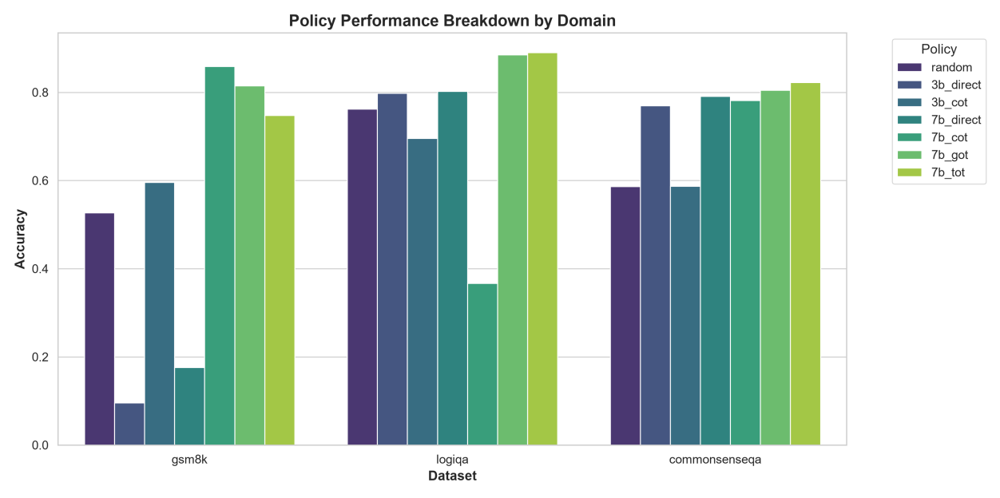 Policy Performance Breakdown by Domain
Policy
random
3b_direct
3b_cot
7b_direct
7b_cot
7b_got
7b_tot
Accuracy
0.8
0.6
0.4
0.2
0.0
gsm8k
logiqa
commonsenseqa
Dataset